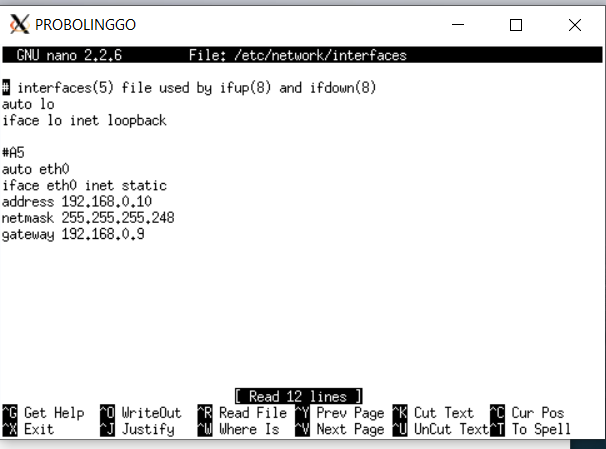 PROBOLINGGO
GNU nano 2.2.6 File: /etc/network/interfaces
# interfaces(5) file used by ifup(8) and ifdown(8)
auto lo
iface lo inet loopback
#A5
auto eth0
iface eth0 inet static
address 192.168.0.10
netmask 255.255.255.248
gateway 192.168.0.9
[ Read 12 lines ]
^G Get Help ^O WriteOut ^R Read File ^Y Prev Page ^K Cut Text ^C Cur Pos
^X Exit ^J Justify ^W Where Is ^V Next Page ^U UnCut Text ^T To Spell